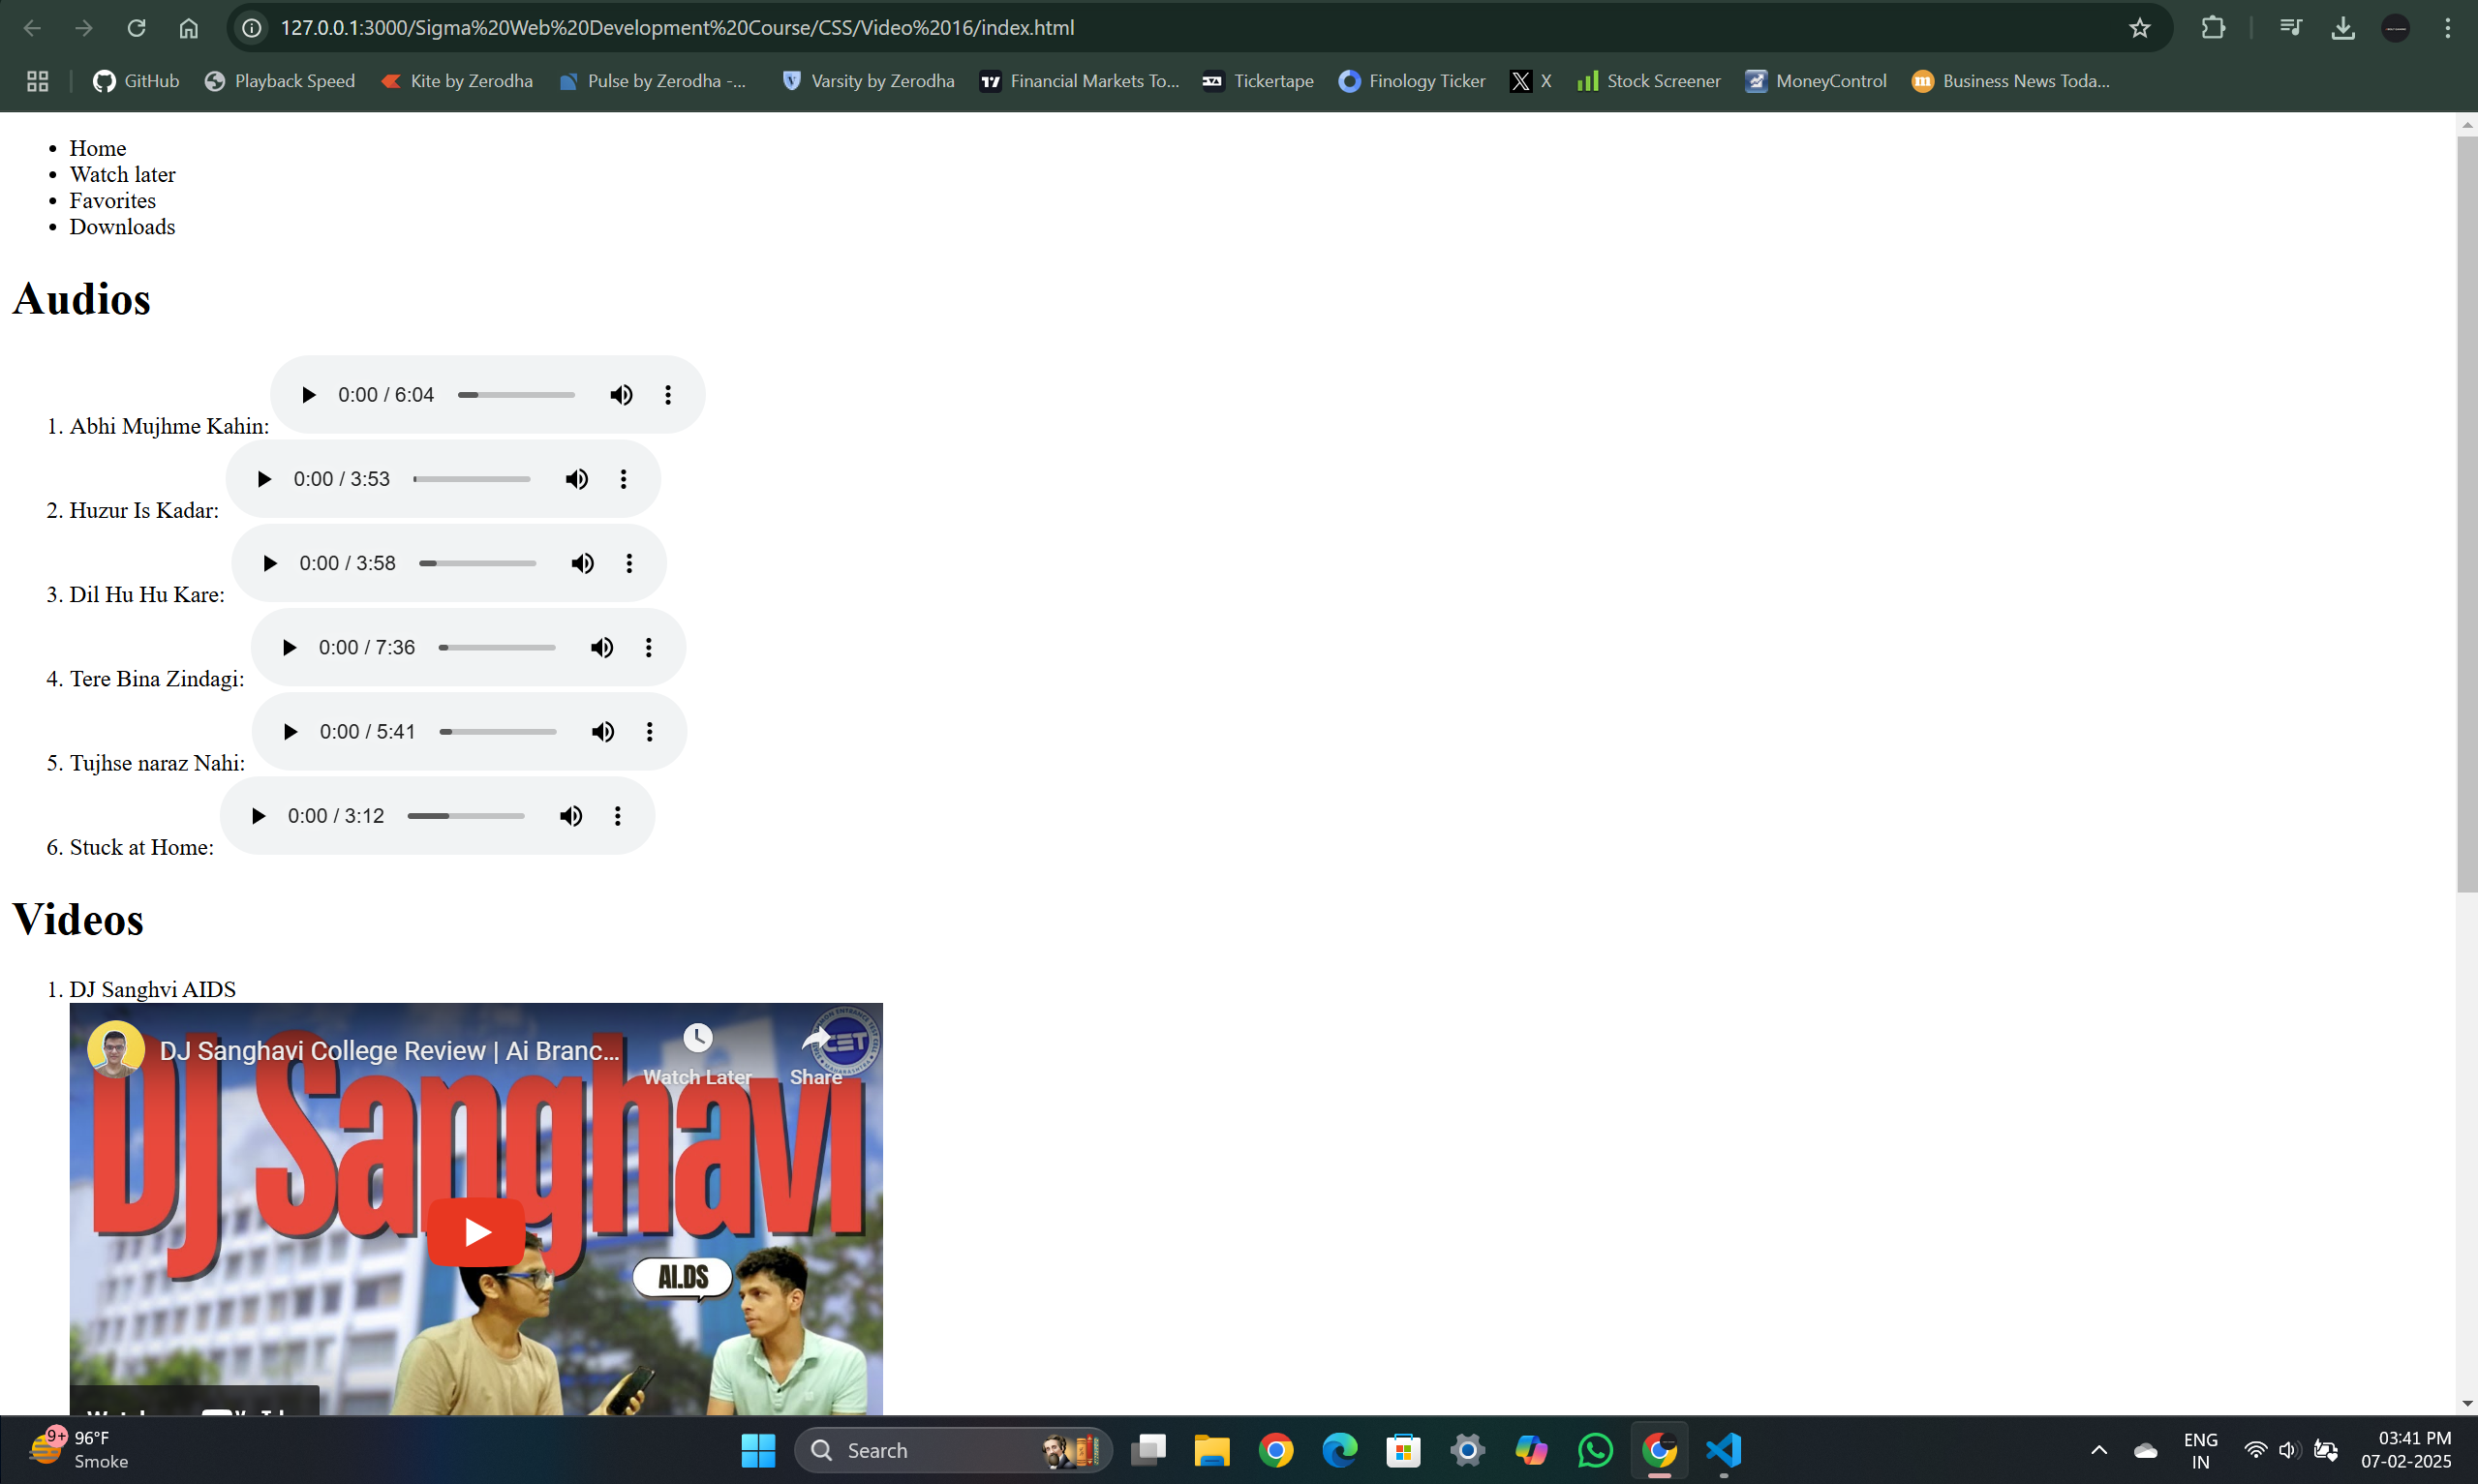 127.0.0.1:3000/Sigma%20Web%20Development%20Course/CSS/Video%2016/index.html
GitHub Playback Speed Kite by Zerodha Pulse by Zerodha -... Varsity by Zerodha Financial Markets To... Tickertape Finology Ticker X Stock Screener MoneyControl Business News Toda...
• Home
• Watch later
• Favorites
• Downloads
Audios
0:00 / 6:04
1. Abhi Mujhme Kahin:
0:00 / 3:53
2. Huzur Is Kadar:
0:00 / 3:58
3. Dil Hu Hu Kare:
0:00 / 7:36
4. Tere Bina Zindagi:
0:00 / 5:41
5. Tujhse naraz Nahi:
0:00 / 3:12
6. Stuck at Home:
Videos
1. DJ Sanghvi AIDS
DJ Sanghavi College Review | Ai Branc...
Watch Later Share
CET
DJ Sanghavi
AI.DS
9+ 96°F
Smoke
Search
ENG
IN
03:41 PM
07-02-2025